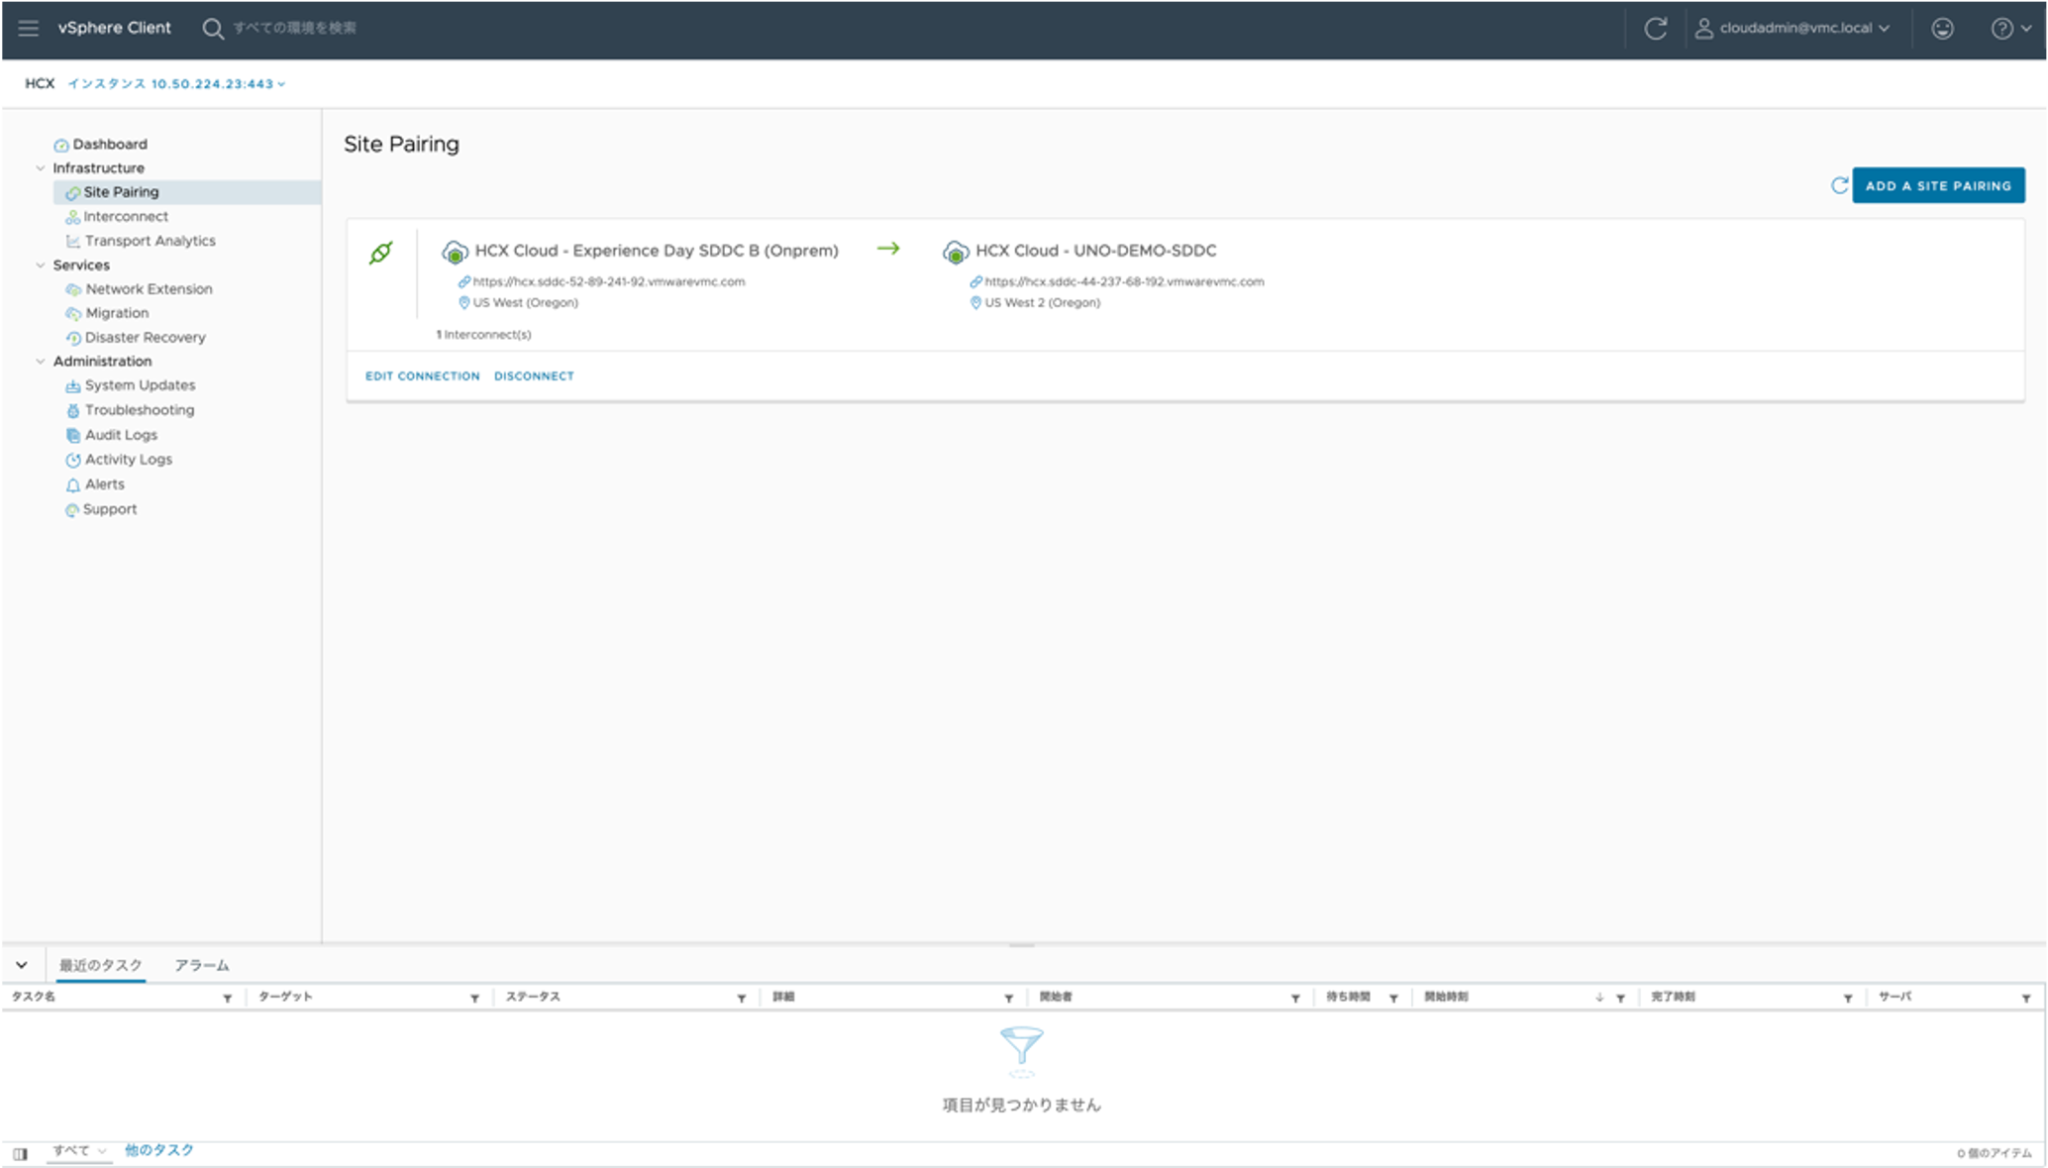 vSphere Client
すべての環境を検索
cloudadmin@vmc.local
HCX インスタンス 10.50.224.23:443
Dashboard
Infrastructure
Site Pairing
Interconnect
Transport Analytics
Services
Network Extension
Migration
Disaster Recovery
Administration
System Updates
Troubleshooting
Audit Logs
Activity Logs
Alerts
Support
Site Pairing
ADD A SITE PAIRING
HCX Cloud - Experience Day SDDC B (Onprem)
https://hcx.sddc-52-89-241-92.vmwarevmc.com
US West (Oregon)
HCX Cloud - UNO-DEMO-SDDC
https://hcx.sddc-44-237-68-192.vmwarevmc.com
US West 2 (Oregon)
1 Interconnect(s)
EDIT CONNECTION DISCONNECT
最近のタスク アラーム
タスク名 ターゲット ステータス 詳細 開始者 待ち時間 開始時刻 完了時刻 サーバ
項目が見つかりません
すべて 他のタスク
0 個のアイテム